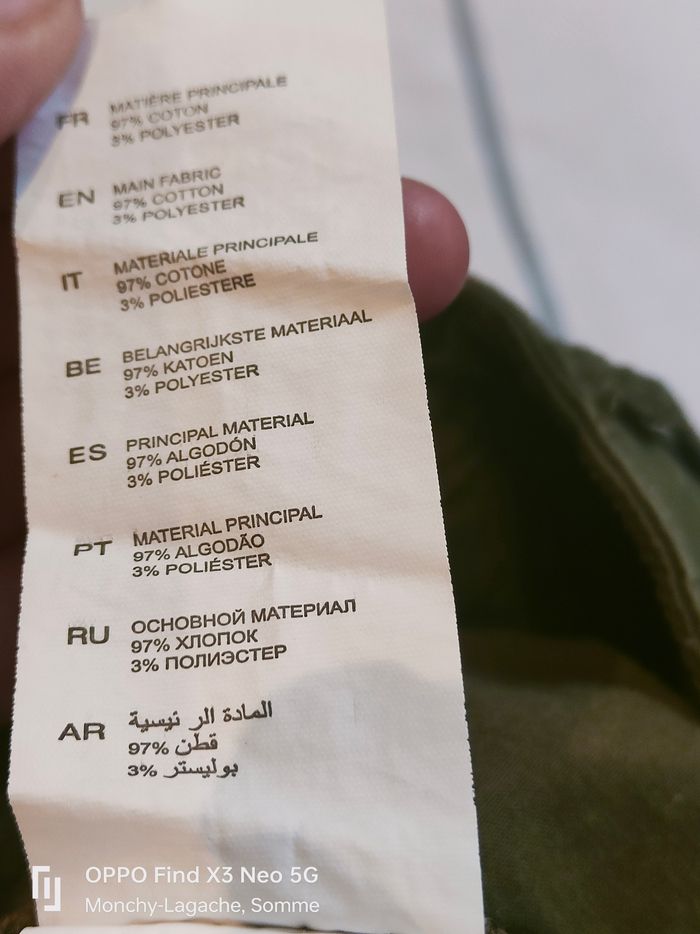 FR MATIÈRE PRINCIPALE
97% COTON
3% POLYESTER
EN MAIN FABRIC
97% COTTON
3% POLYESTER
IT MATERIALE PRINCIPALE
97% COTONE
3% POLIESTERE
BE BELANGRIJKSTE MATERIAAL
97% KATOEN
3% POLYESTER
ES PRINCIPAL MATERIAL
97% ALGODÓN
3% POLIÉSTER
PT MATERIAL PRINCIPAL
97% ALGODÃO
3% POLIÉSTER
RU ОСНОВНОЙ МАТЕРИАЛ
97% ХЛОПОК
3% ПОЛИЭСТЕР
AR المادة الر ئيسية
97% قطن
3% بوليستر
OPPO Find X3 Neo 5G
Monchy-Lagache, Somme